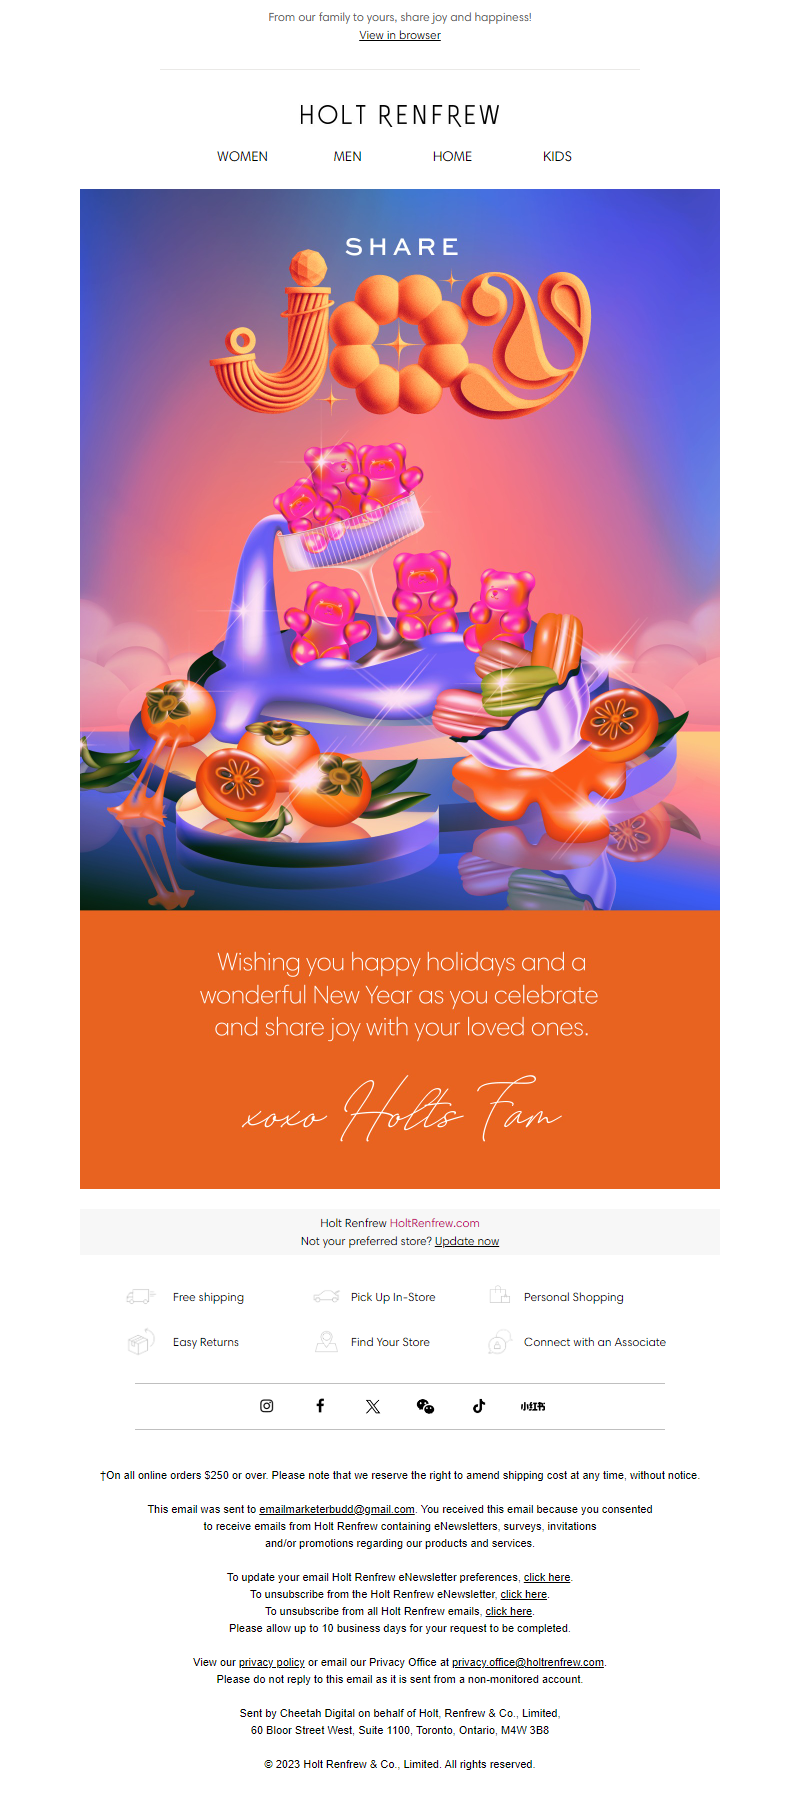 From our family to yours, share joy and happiness!
View in browser
HOLT RENFREW
WOMEN MEN HOME KIDS
SHARE
joy
Wishing you happy holidays and a
wonderful New Year as you celebrate
and share joy with your loved ones.
xoxo Holts Fam
Holt Renfrew HoltRenfrew.com
Not your preferred store? Update now
Free shipping Pick Up In-Store Personal Shopping
Easy Returns Find Your Store Connect with an Associate
小红书
†On all online orders $250 or over. Please note that we reserve the right to amend shipping cost at any time, without notice.
This email was sent to emailmarketerbudd@gmail.com. You received this email because you consented
to receive emails from Holt Renfrew containing eNewsletters, surveys, invitations
and/or promotions regarding our products and services.
To update your email Holt Renfrew eNewsletter preferences, click here.
To unsubscribe from the Holt Renfrew eNewsletter, click here.
To unsubscribe from all Holt Renfrew emails, click here.
Please allow up to 10 business days for your request to be completed.
View our privacy policy or email our Privacy Office at privacy.office@holtrenfrew.com.
Please do not reply to this email as it is sent from a non-monitored account.
Sent by Cheetah Digital on behalf of Holt, Renfrew & Co., Limited,
60 Bloor Street West, Suite 1100, Toronto, Ontario, M4W 3B8
© 2023 Holt Renfrew & Co., Limited. All rights reserved.